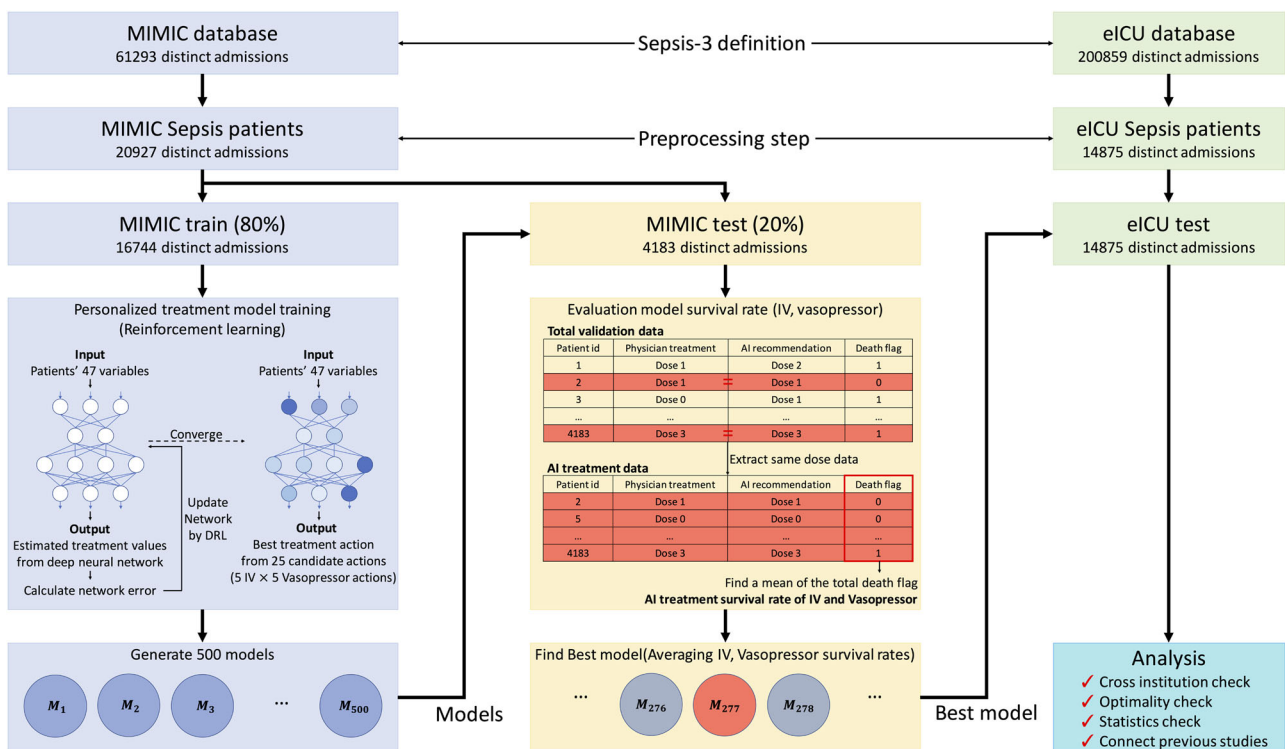 MIMIC database
61293 distinct admissions
Sepsis-3 definition
eICU database
200859 distinct admissions
MIMIC Sepsis patients
20927 distinct admissions
Preprocessing step
eICU Sepsis patients
14875 distinct admissions
MIMIC train (80%)
16744 distinct admissions
MIMIC test (20%)
4183 distinct admissions
eICU test
14875 distinct admissions
Personalized treatment model training
(Reinforcement learning)
Input
Patients' 47 variables
Input
Patients' 47 variables
Converge
Update
Network
by DRL
Output
Estimated treatment values
from deep neural network
Calculate network error
Output
Best treatment action
from 25 candidate actions
(5 IV × 5 Vasopressor actions)
Evaluation model survival rate (IV, vasopressor)
Total validation data
Patient id Physician treatment AI recommendation Death flag
1 Dose 1 Dose 2 1
2 Dose 1 = Dose 1 0
3 Dose 0 Dose 1 1
... ... ... ...
4183 Dose 3 = Dose 3 1
Extract same dose data
AI treatment data
Patient id Physician treatment AI recommendation Death flag
2 Dose 1 Dose 1 0
5 Dose 0 Dose 0 0
... ... ... ...
4183 Dose 3 Dose 3 1
Find a mean of the total death flag
AI treatment survival rate of IV and Vasopressor
Generate 500 models
M1 M2 M3 ... M500
Models
Find Best model(Averaging IV, Vasopressor survival rates)
... M276 M277 M278 ...
Best model
Analysis
✓ Cross institution check
✓ Optimality check
✓ Statistics check
✓ Connect previous studies